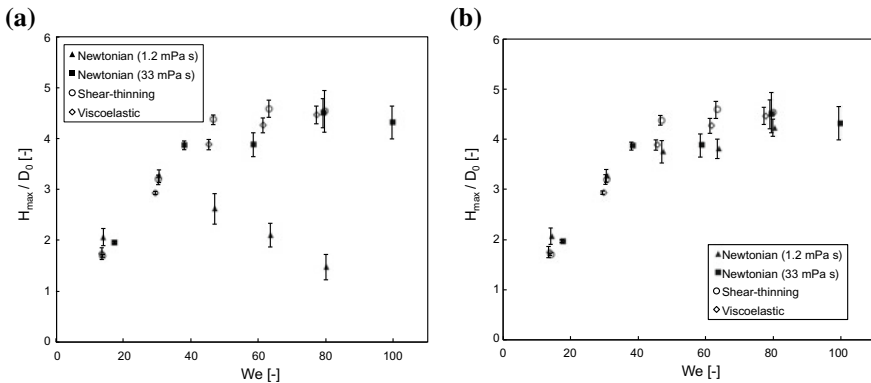 (a)
6
5
4
3
2
1
0
H_max / D_0 [-]
▲ Newtonian (1.2 mPa s)
■ Newtonian (33 mPa s)
○ Shear-thinning
◇ Viscoelastic
0 20 40 60 80 100
We [-]
(b)
6
5
4
3
2
1
0
H_max / D_0 [-]
▲ Newtonian (1.2 mPa s)
■ Newtonian (33 mPa s)
○ Shear-thinning
◇ Viscoelastic
0 20 40 60 80 100
We [-]